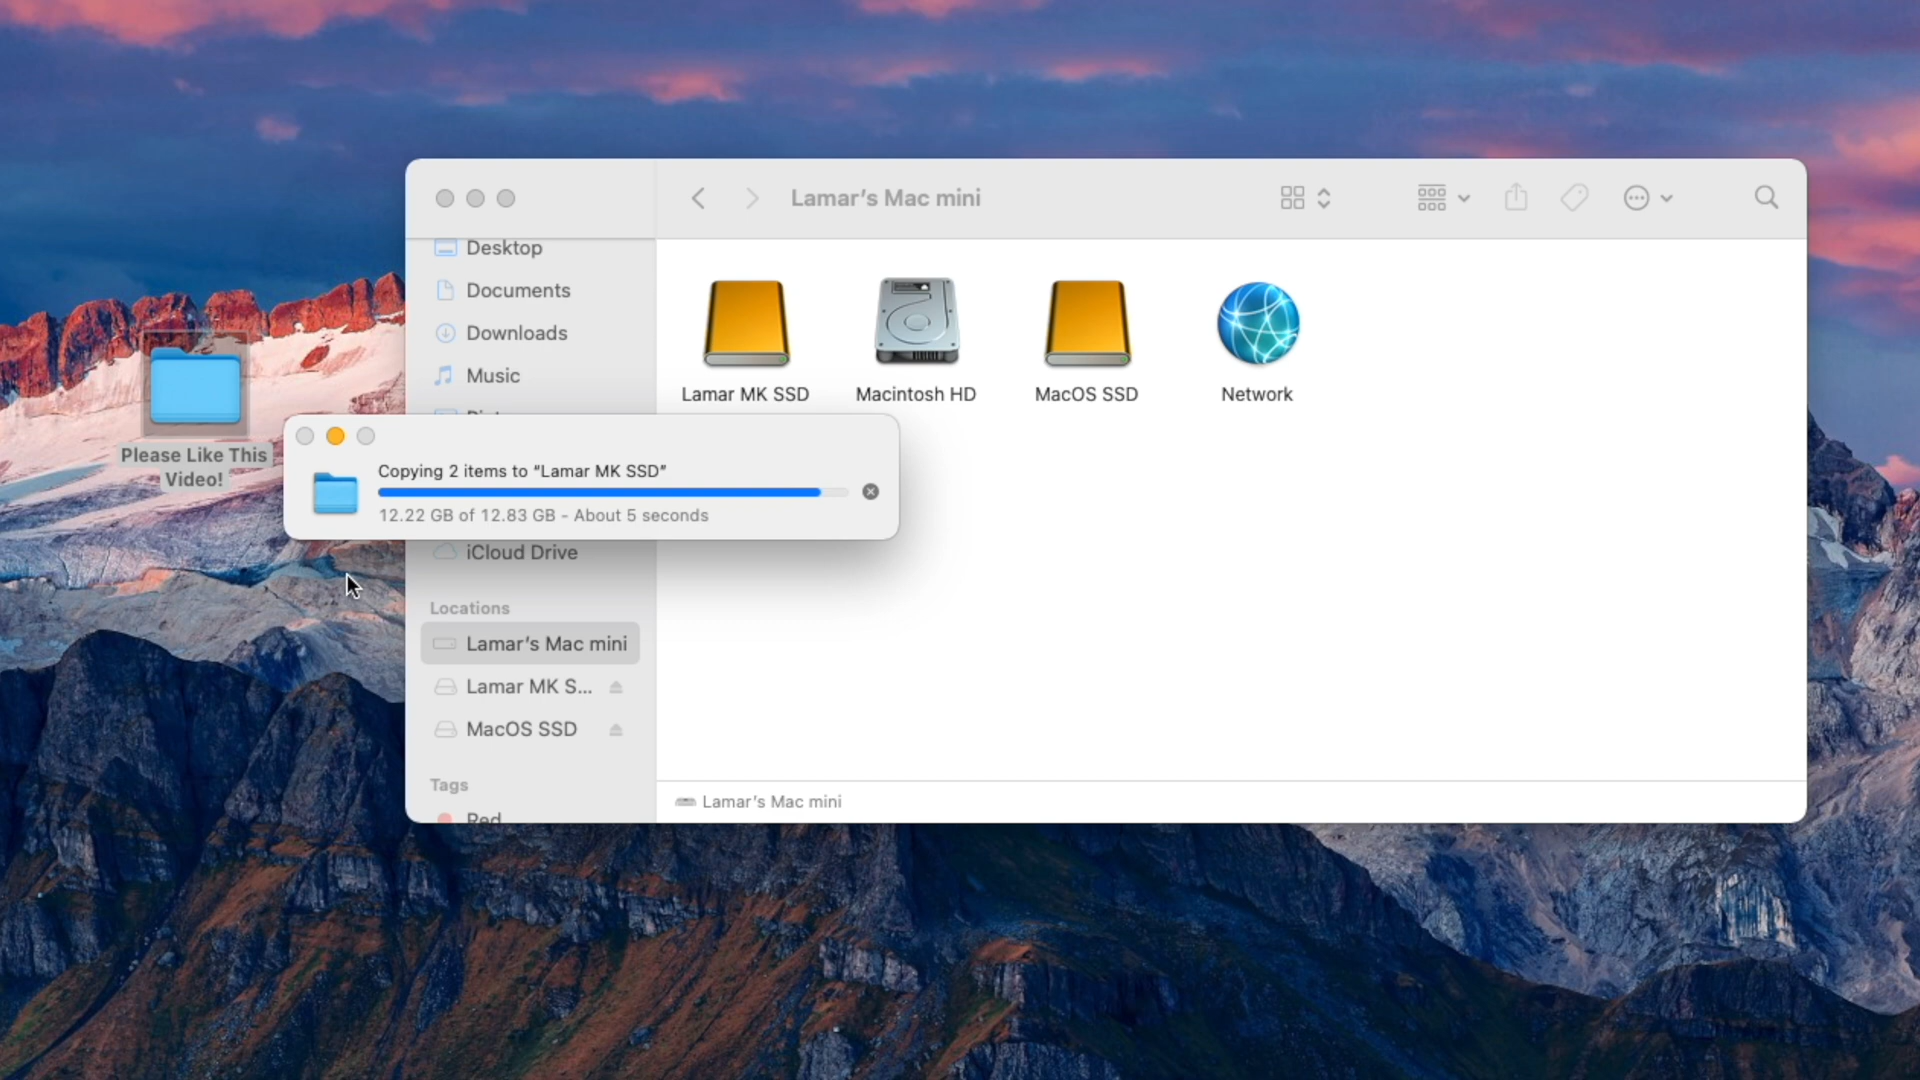 Lamar's Mac mini
Desktop
Documents
Downloads
Music
Lamar MK SSD
Macintosh HD
MacOS SSD
Network
Please Like This
Video!
Copying 2 items to “Lamar MK SSD”
12.22 GB of 12.83 GB - About 5 seconds
iCloud Drive
Locations
Lamar's Mac mini
Lamar MK S...
MacOS SSD
Tags
Red
Lamar's Mac mini